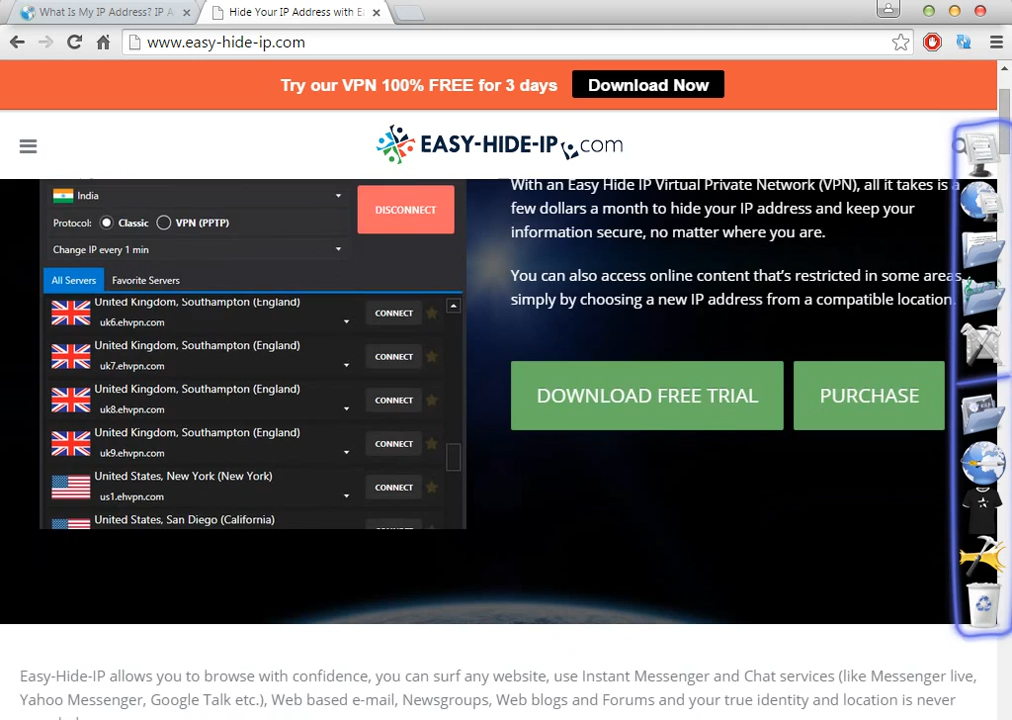 What Is My IP Address? IP A
Hide Your IP Address with Ea
www.easy-hide-ip.com
Try our VPN 100% FREE for 3 days
Download Now
EASY-HIDE-IP.com
India
DISCONNECT
Protocol: Classic VPN (PPTP)
Change IP every 1 min
All Servers Favorite Servers
United Kingdom, Southampton (England)
uk6.ehvpn.com
CONNECT
United Kingdom, Southampton (England)
uk7.ehvpn.com
CONNECT
United Kingdom, Southampton (England)
uk8.ehvpn.com
CONNECT
United Kingdom, Southampton (England)
uk9.ehvpn.com
CONNECT
United States, New York (New York)
us1.ehvpn.com
CONNECT
United States, San Diego (California)
With an Easy Hide IP Virtual Private Network (VPN), all it takes is a
few dollars a month to hide your IP address and keep your
information secure, no matter where you are.
You can also access online content that's restricted in some areas,
simply by choosing a new IP address from a compatible location.
DOWNLOAD FREE TRIAL
PURCHASE
Easy-Hide-IP allows you to browse with confidence, you can surf any website, use Instant Messenger and Chat services (like Messenger live,
Yahoo Messenger, Google Talk etc.), Web based e-mail, Newsgroups, Web blogs and Forums and your true identity and location is never